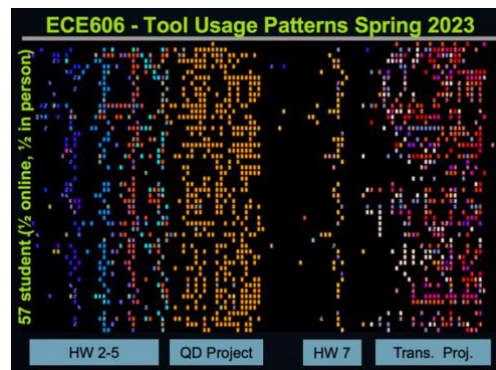 ECE606 - Tool Usage Patterns Spring 2023
57 student (½ online, ½ in person)
HW 2-5
QD Project
HW 7
Trans. Proj.